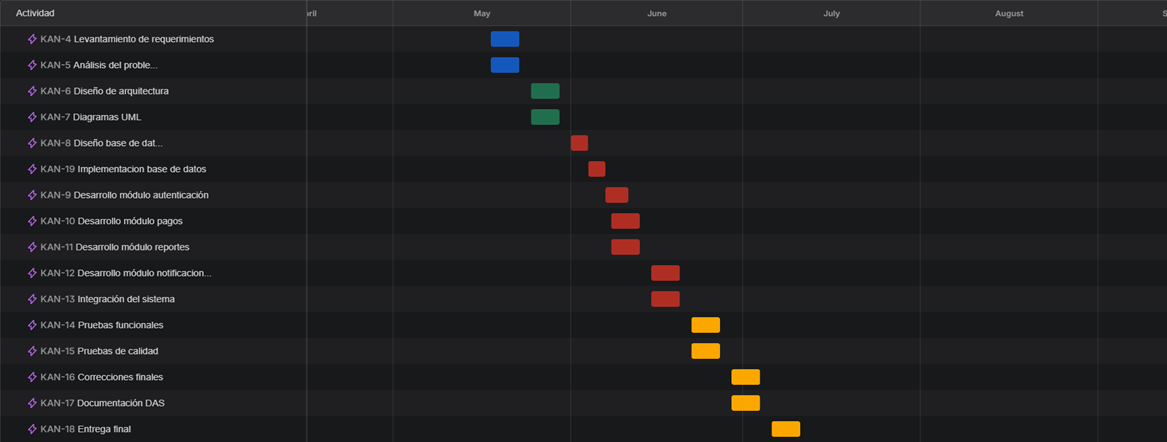 Actividad
ril May June July August S
KAN-4 Levantamiento de requerimientos
KAN-5 Análisis del proble...
KAN-6 Diseño de arquitectura
KAN-7 Diagramas UML
KAN-8 Diseño base de dat...
KAN-19 Implementacion base de datos
KAN-9 Desarrollo módulo autenticación
KAN-10 Desarrollo módulo pagos
KAN-11 Desarrollo módulo reportes
KAN-12 Desarrollo módulo notificacion...
KAN-13 Integración del sistema
KAN-14 Pruebas funcionales
KAN-15 Pruebas de calidad
KAN-16 Correcciones finales
KAN-17 Documentación DAS
KAN-18 Entrega final